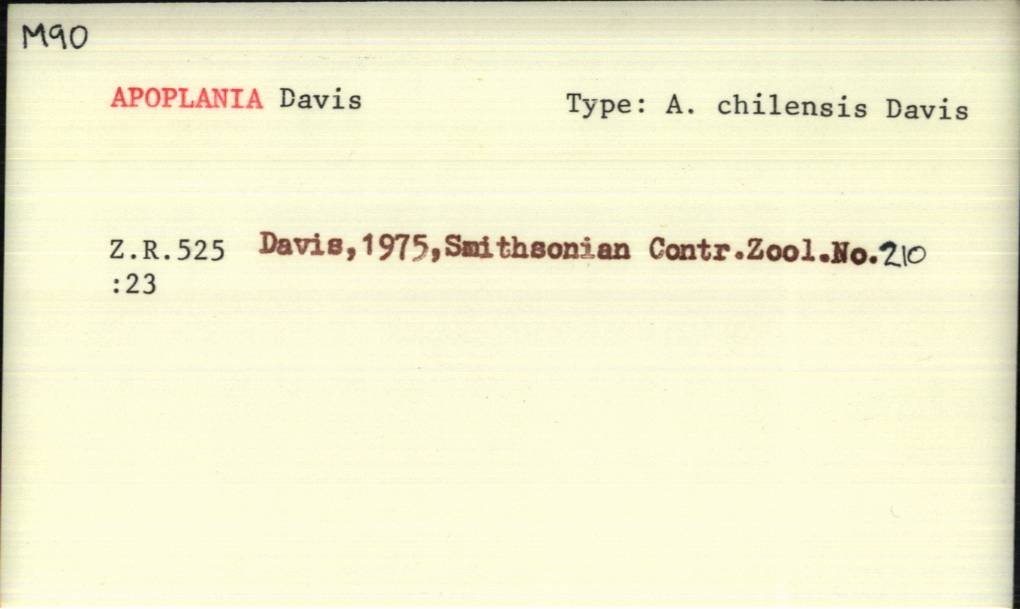 M90
APOPLANIA Davis Type: A. chilensis Davis
Z.R.525 Davis,1975,Smithsonian Contr.Zool.No.210
:23